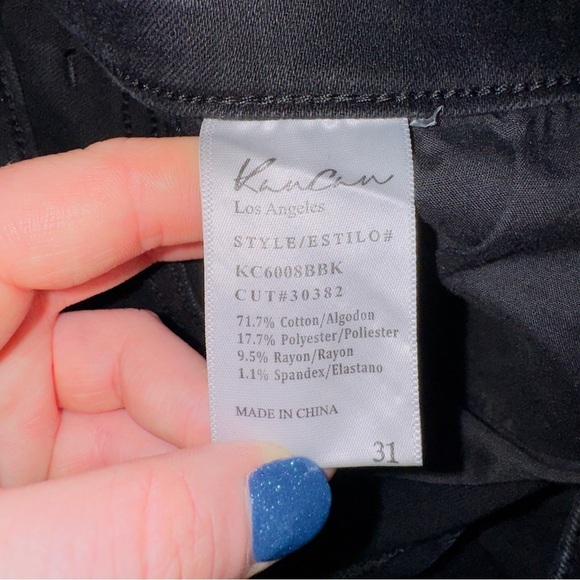 KanCan
Los Angeles
STYLE/ESTILO#
KC6008BBK
CUT#30382
71.7% Cotton/Algodon
17.7% Polyester/Poliester
9.5% Rayon/Rayon
1.1% Spandex/Elastano
MADE IN CHINA
31